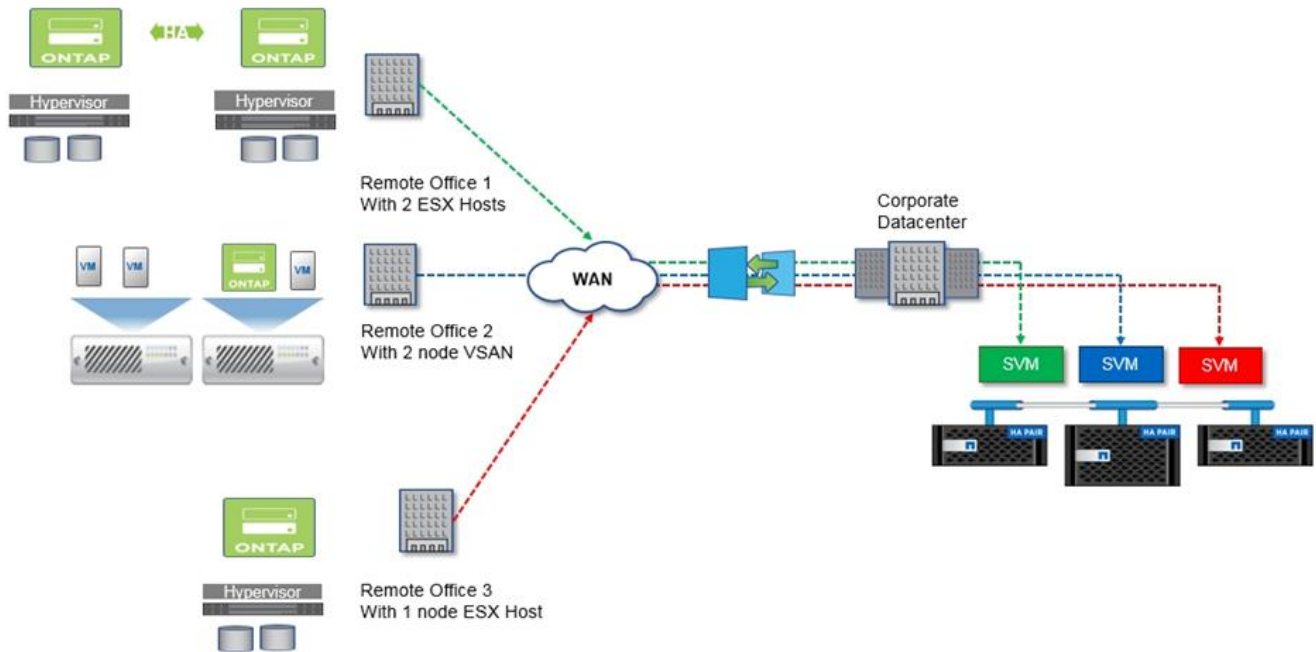 HA
ONTAP
ONTAP
Hypervisor
Hypervisor
Remote Office 1
With 2 ESX Hosts
Corporate
Datacenter
VM
VM
ONTAP
VM
WAN
Remote Office 2
With 2 node VSAN
SVM
SVM
SVM
HA PAIR
HA PAIR
HA PAIR
ONTAP
Hypervisor
Remote Office 3
With 1 node ESX Host